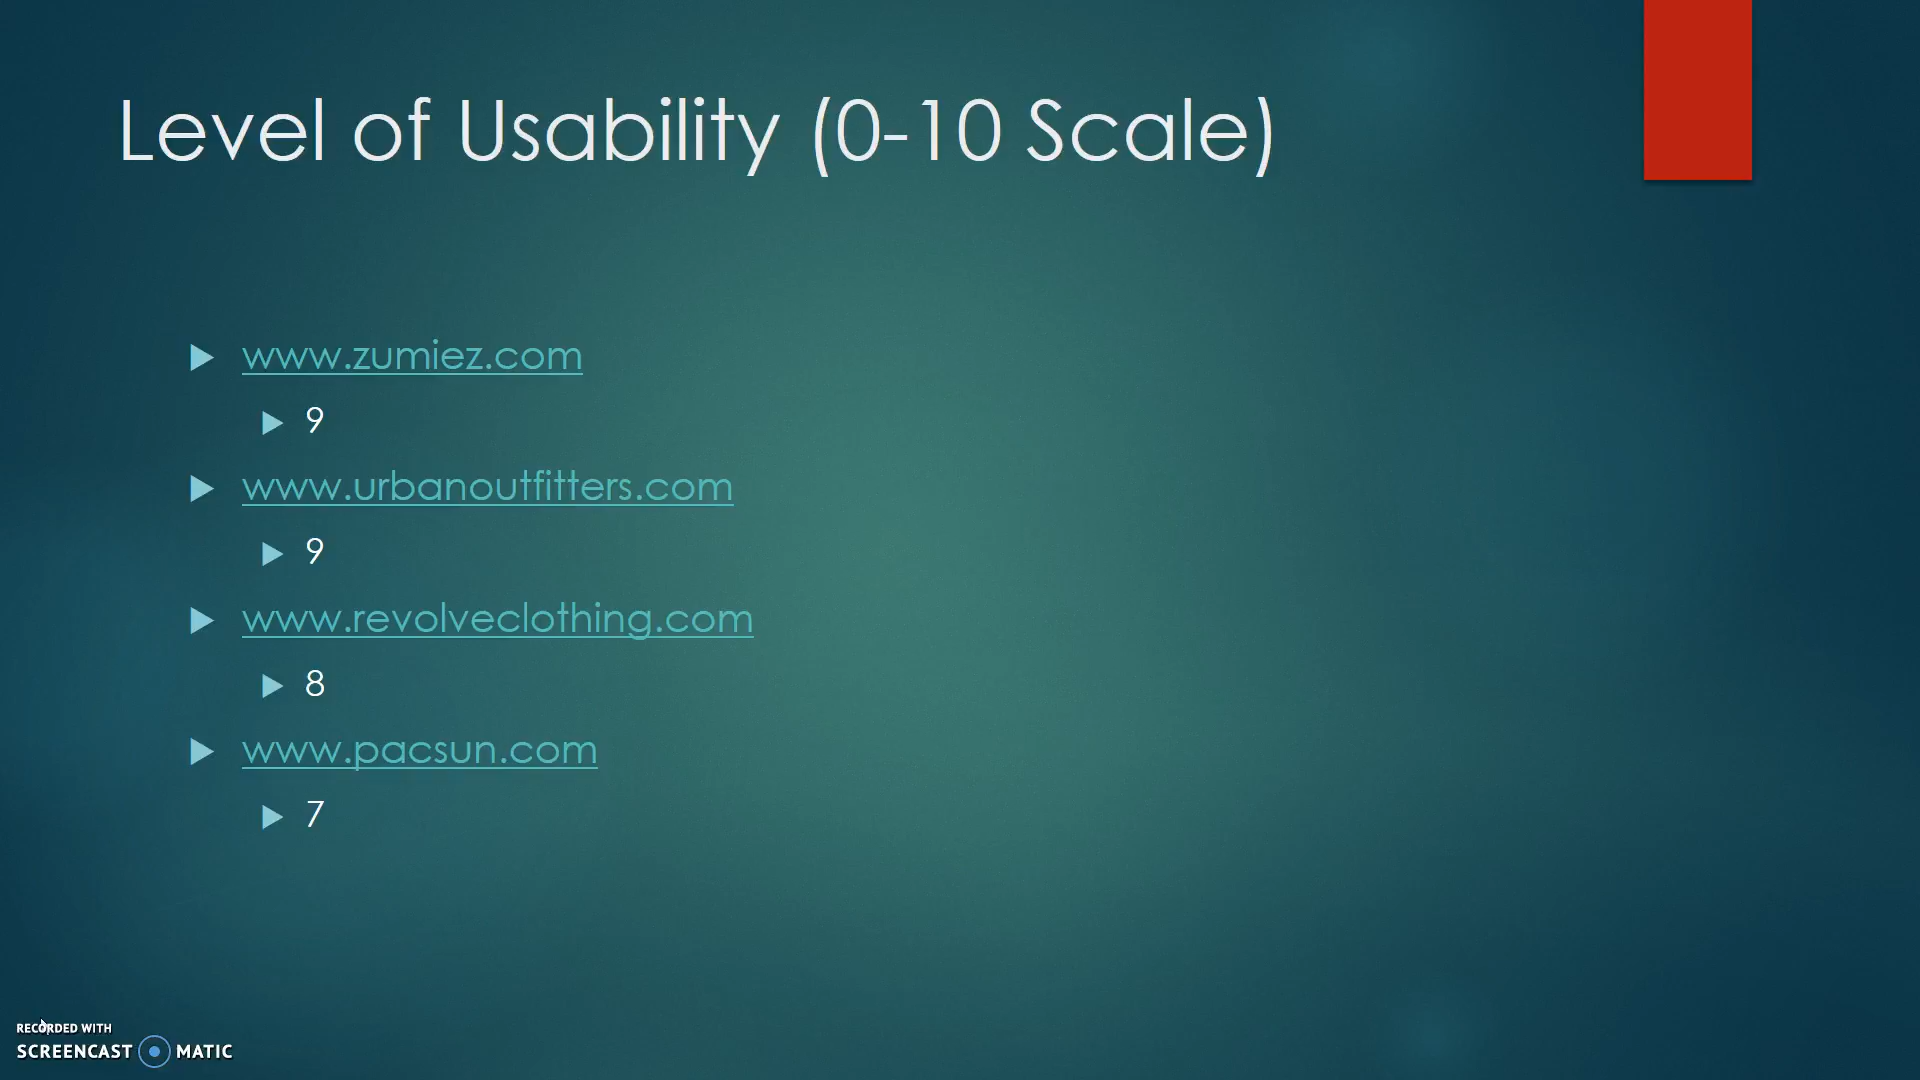 Level of Usability (0-10 Scale)
www.zumiez.com
9
www.urbanoutfitters.com
9
www.revolveclothing.com
8
www.pacsun.com
7
RECORDED WITH
SCREENCAST MATIC